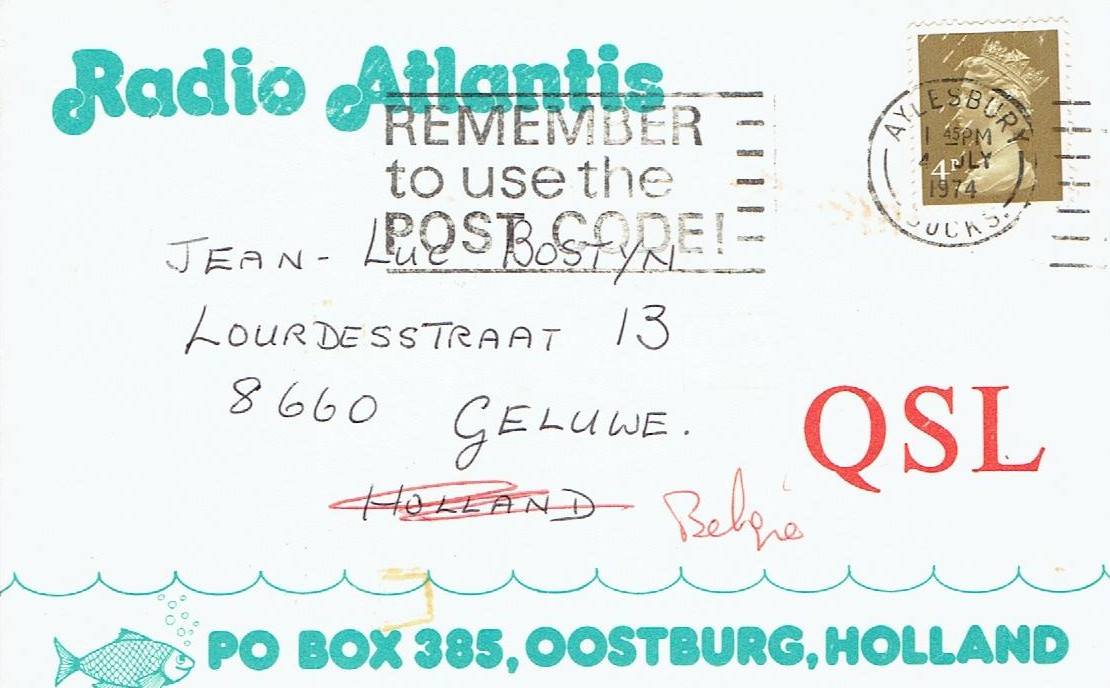 Radio Atlantis
REMEMBER
to use the
POST CODE!
AYLESBURY
1 45PM
4 JLY
1974
BUCKS.
4P
JEAN-LUC BOSTYN
LOURDESSTRAAT 13
8660 GELUWE.
HOLLAND België
QSL
PO BOX 385, OOSTBURG, HOLLAND